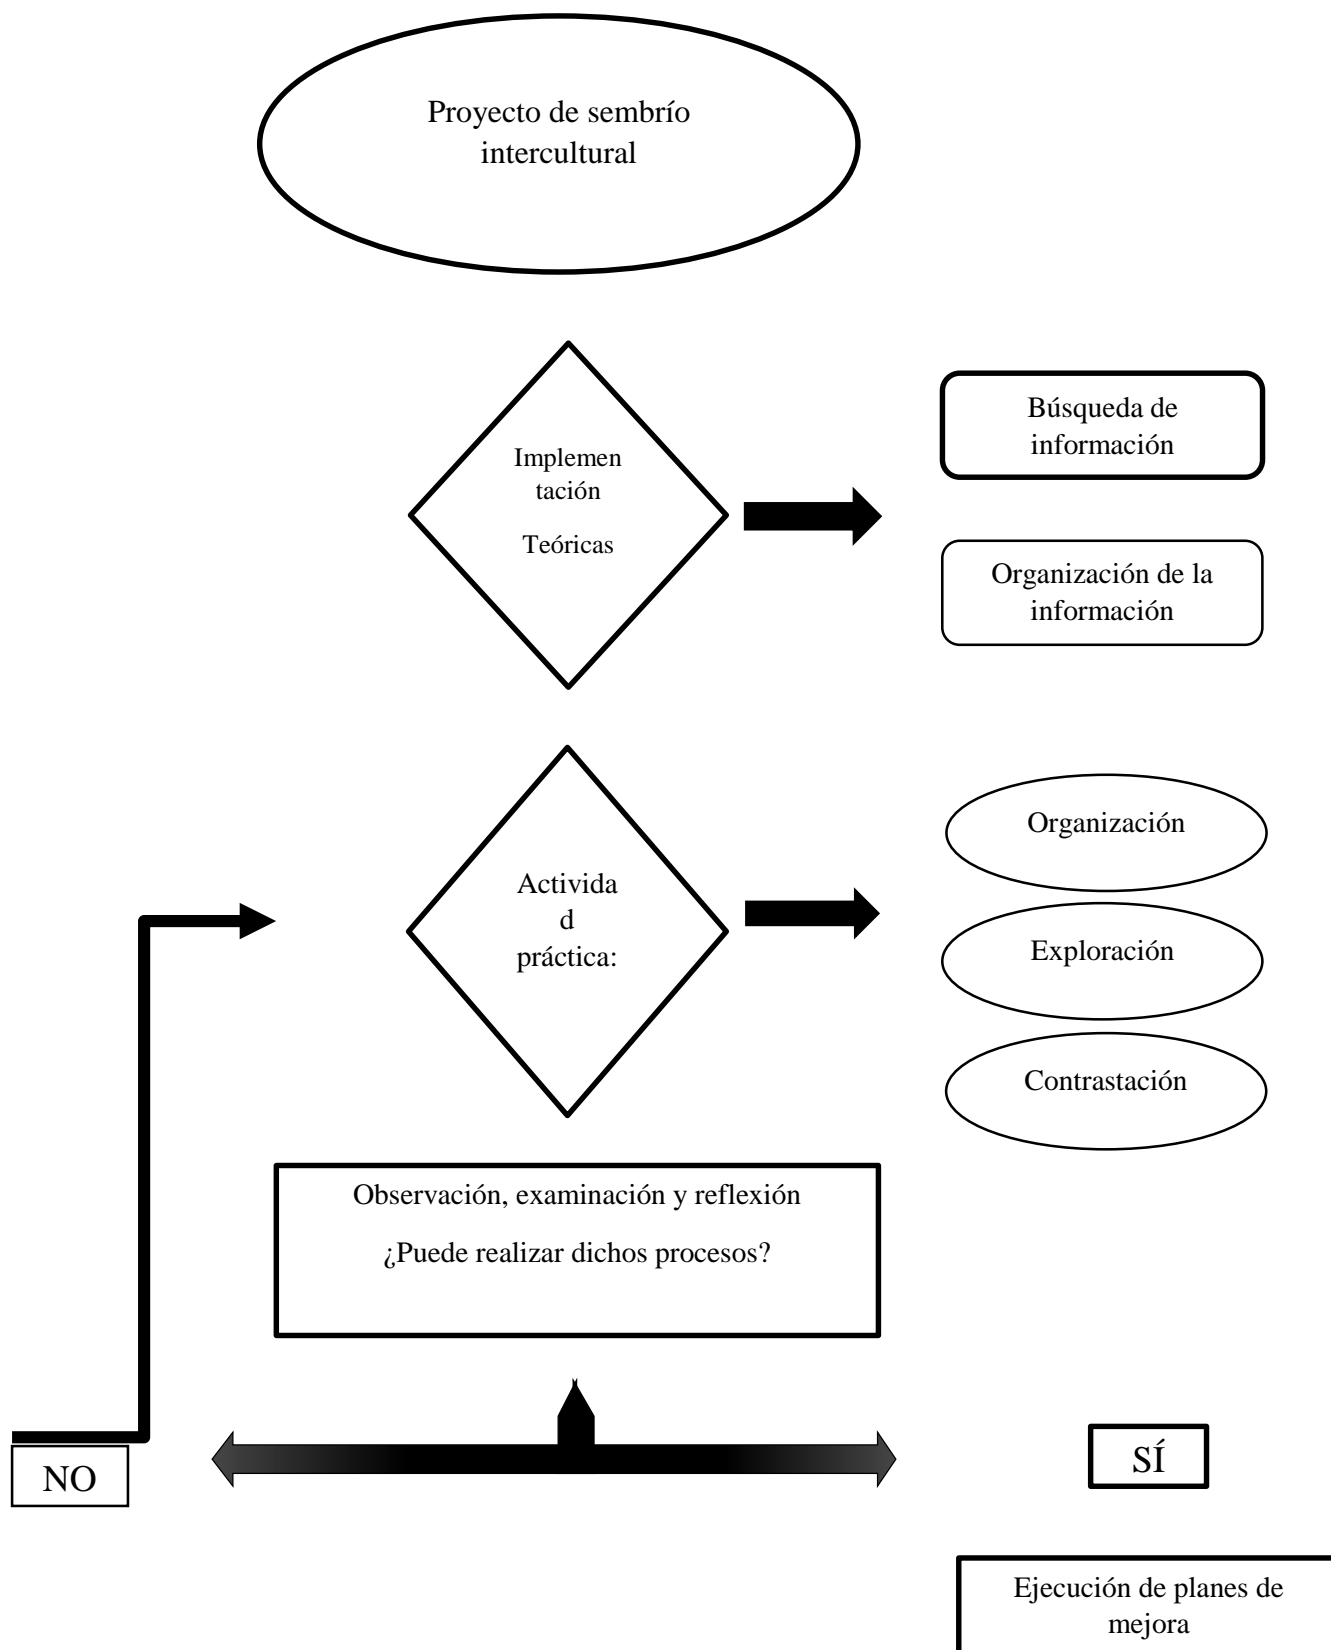 Proyecto de sembrío
intercultural
Implemen
tación
Teóricas
Búsqueda de
información
Organización de la
información
Activida
d
práctica:
Organización
Exploración
Contrastación
Observación, examinación y reflexión
¿Puede realizar dichos procesos?
NO
SÍ
Ejecución de planes de
mejora